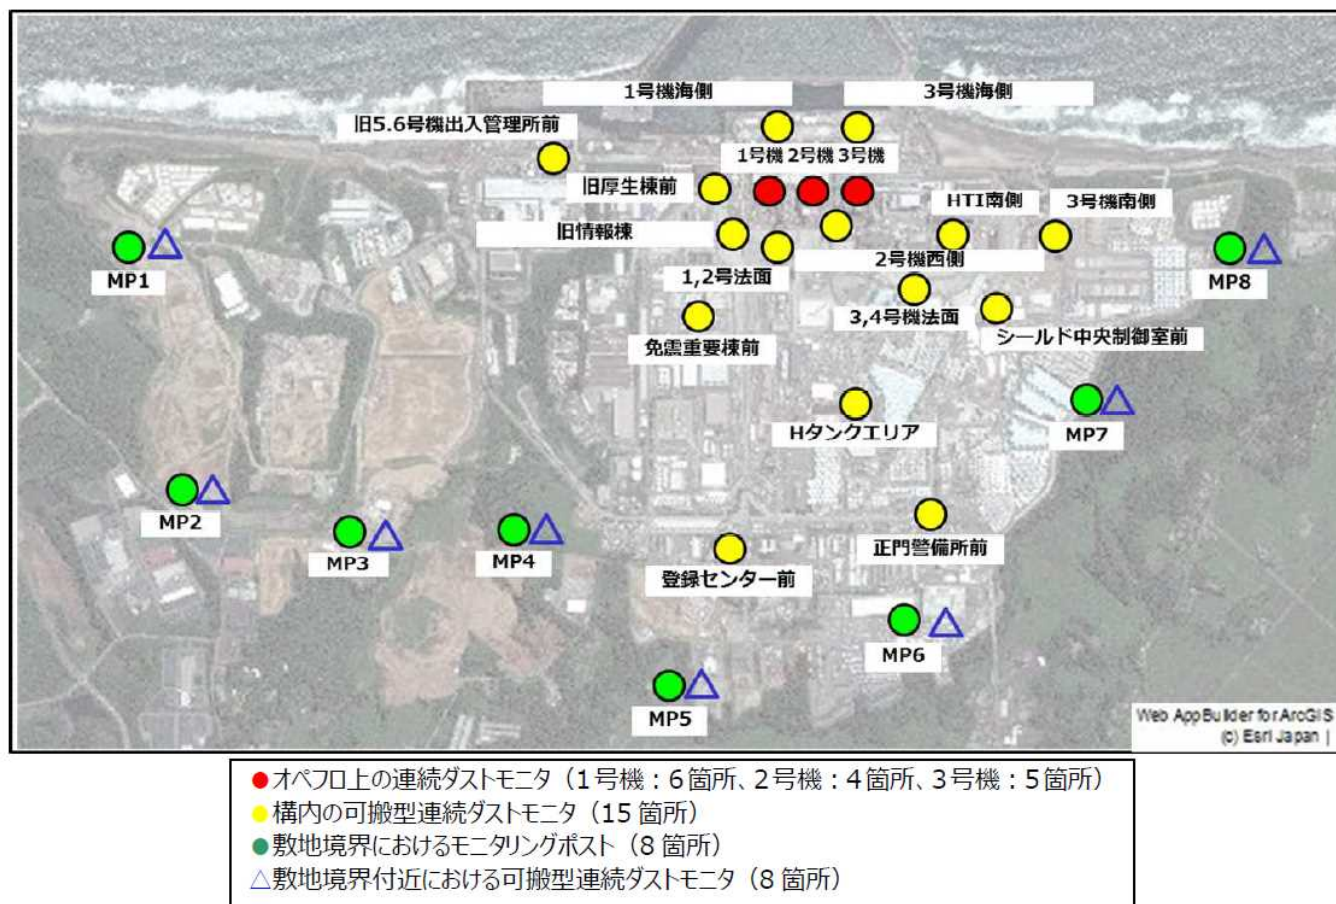 1号機海側
3号機海側
旧5.6号機出入管理所前
1号機 2号機 3号機
旧厚生棟前
HTI南側
3号機南側
旧情報棟
2号機西側
1,2号法面
MP1
MP8
3,4号機法面
シールド中央制御室前
免震重要棟前
Hタンクエリア
MP7
MP2
MP3
MP4
正門警備所前
登録センター前
MP6
MP5
Web AppBuilder for ArcGIS
(c) Esri Japan |
●オペフロ上の連続ダストモニタ（1号機：6箇所、2号機：4箇所、3号機：5箇所）
●構内の可搬型連続ダストモニタ（15箇所）
●敷地境界におけるモニタリングポスト（8箇所）
△敷地境界付近における可搬型連続ダストモニタ（8箇所）